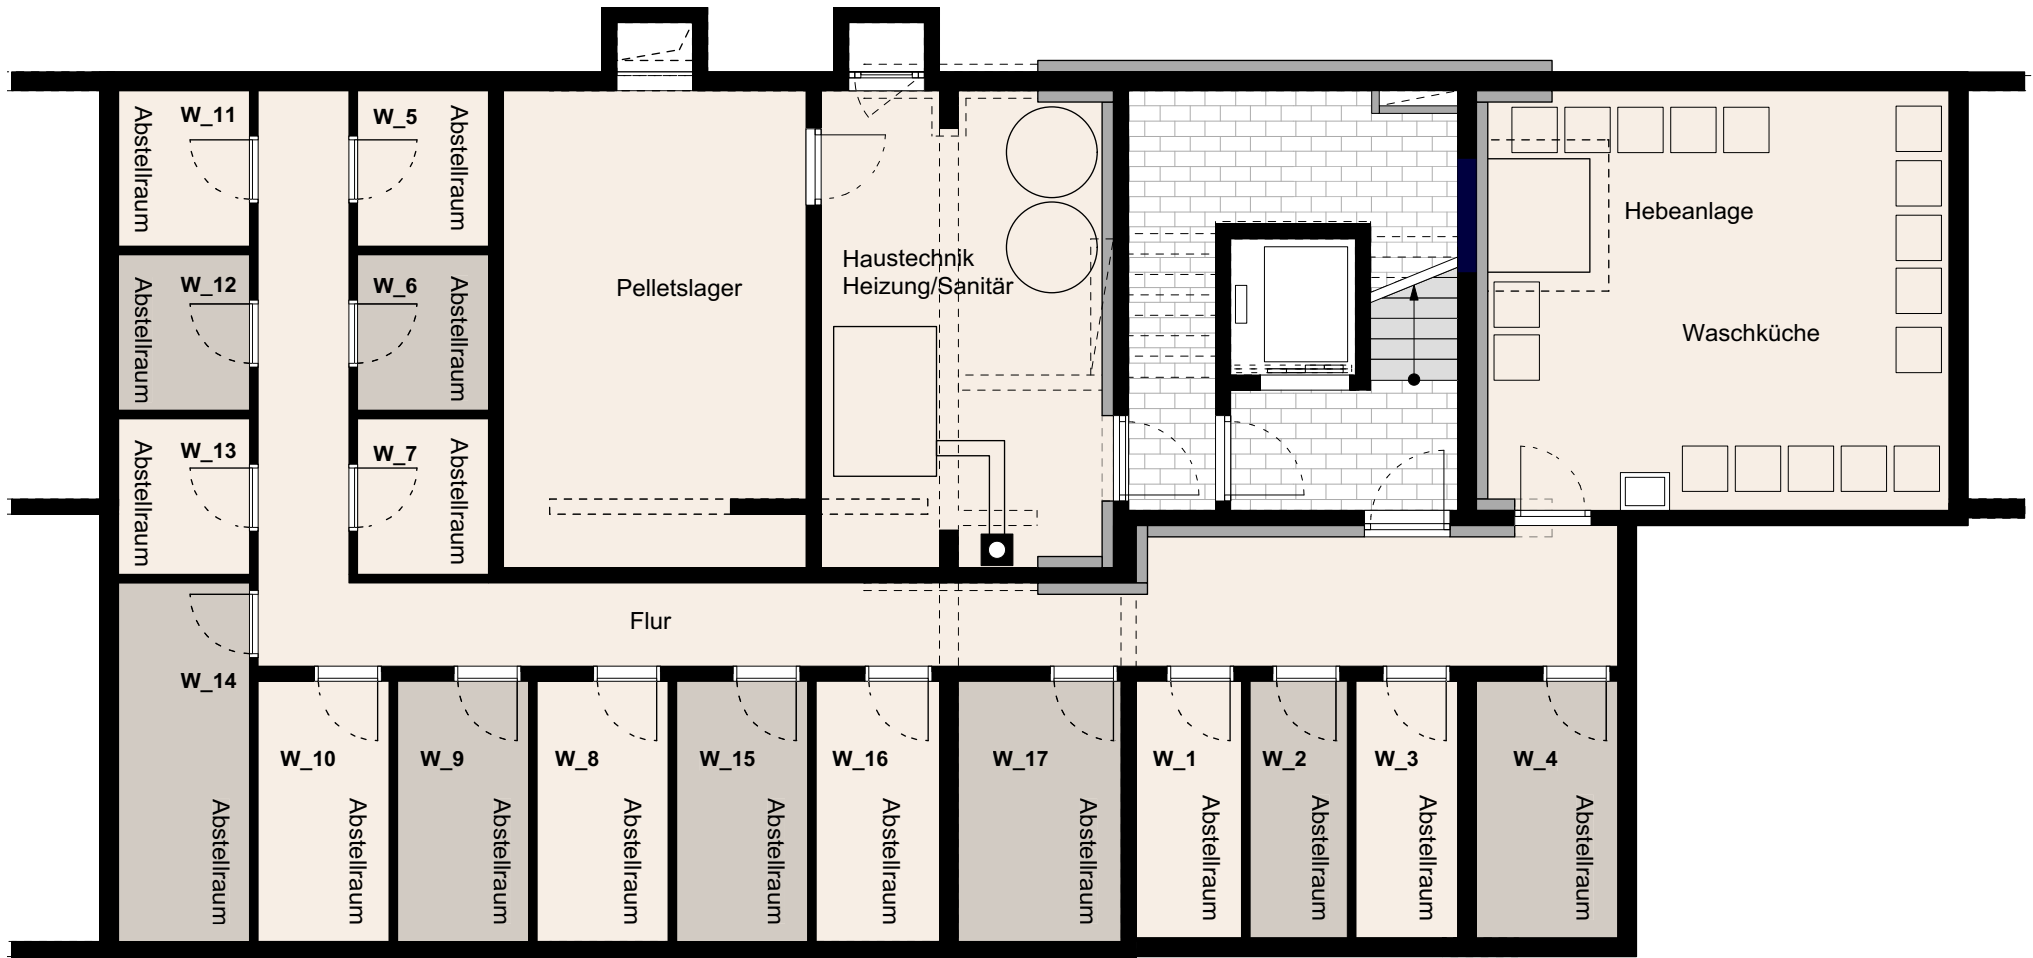 W_11
Abstellraum
W_5
Abstellraum
W_12
Abstellraum
W_6
Abstellraum
W_13
Abstellraum
W_7
Abstellraum
Pelletslager
Haustechnik
Heizung/Sanitär
Hebeanlage
Waschküche
Flur
W_14
Abstellraum
W_10
Abstellraum
W_9
Abstellraum
W_8
Abstellraum
W_15
Abstellraum
W_16
Abstellraum
W_17
Abstellraum
W_1
Abstellraum
W_2
Abstellraum
W_3
Abstellraum
W_4
Abstellraum